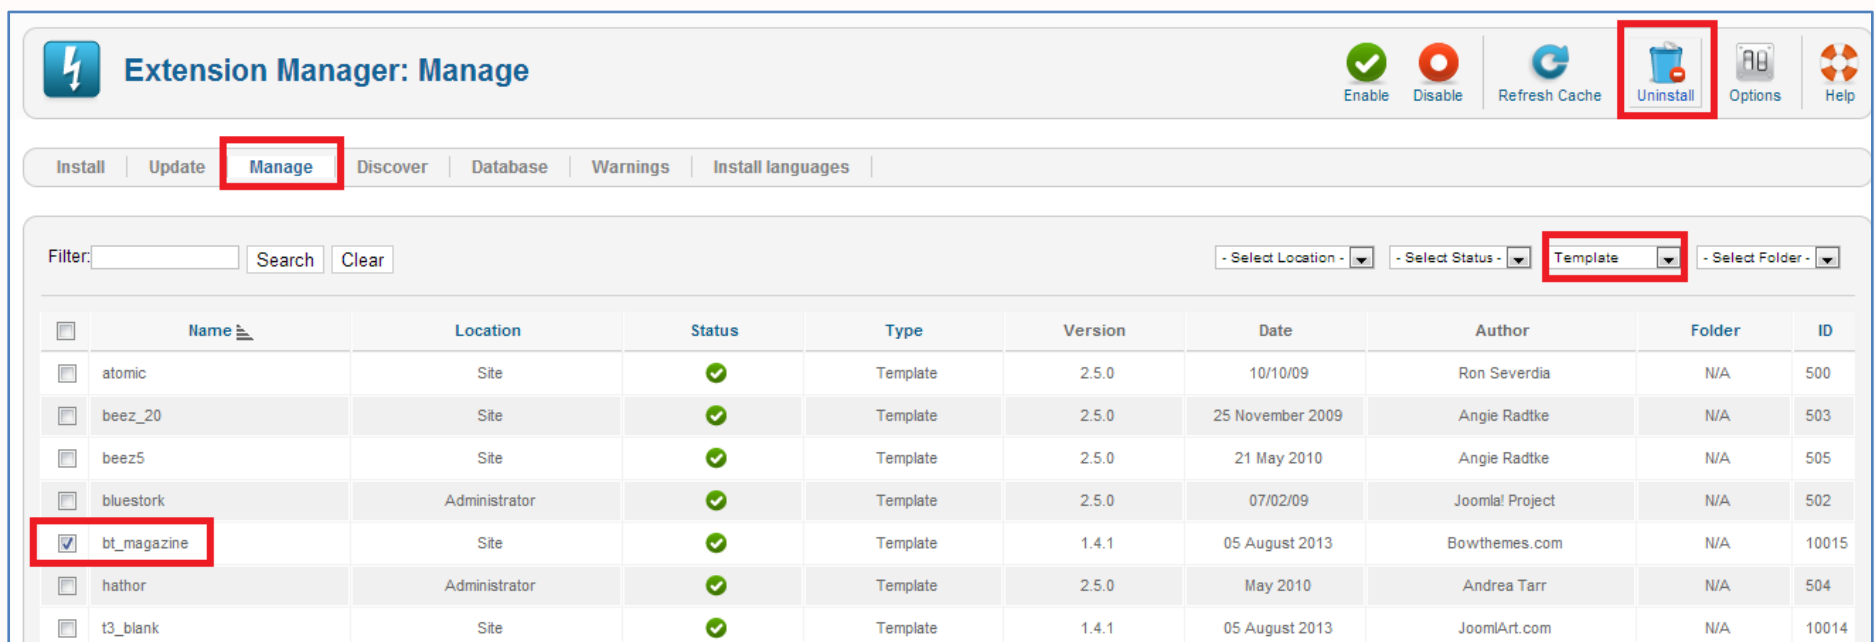 Extension Manager: Manage
Enable Disable Refresh Cache Uninstall Options Help
Install Update Manage Discover Database Warnings Install languages
Filter: Search Clear - Select Location - - Select Status - Template - Select Folder -
Name Location Status Type Version Date Author Folder ID
atomic Site Template 2.5.0 10/10/09 Ron Severdia N/A 500
beez_20 Site Template 2.5.0 25 November 2009 Angie Radtke N/A 503
beez5 Site Template 2.5.0 21 May 2010 Angie Radtke N/A 505
bluestork Administrator Template 2.5.0 07/02/09 Joomla! Project N/A 502
bt_magazine Site Template 1.4.1 05 August 2013 Bowthemes.com N/A 10015
hathor Administrator Template 2.5.0 May 2010 Andrea Tarr N/A 504
t3_blank Site Template 1.4.1 05 August 2013 JoomlArt.com N/A 10014